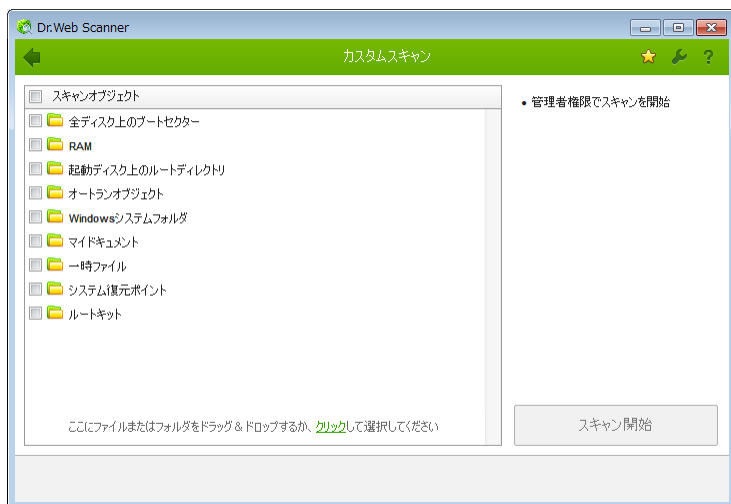 Dr.Web Scanner
カスタムスキャン
スキャンオブジェクト
全ディスク上のブートセクター
RAM
起動ディスク上のルートディレクトリ
オートランオブジェクト
Windowsシステムフォルダ
マイドキュメント
一時ファイル
システム復元ポイント
ルートキット
ここにファイルまたはフォルダをドラッグ & ドロップするか、クリックして選択してください
• 管理者権限でスキャンを開始
スキャン開始